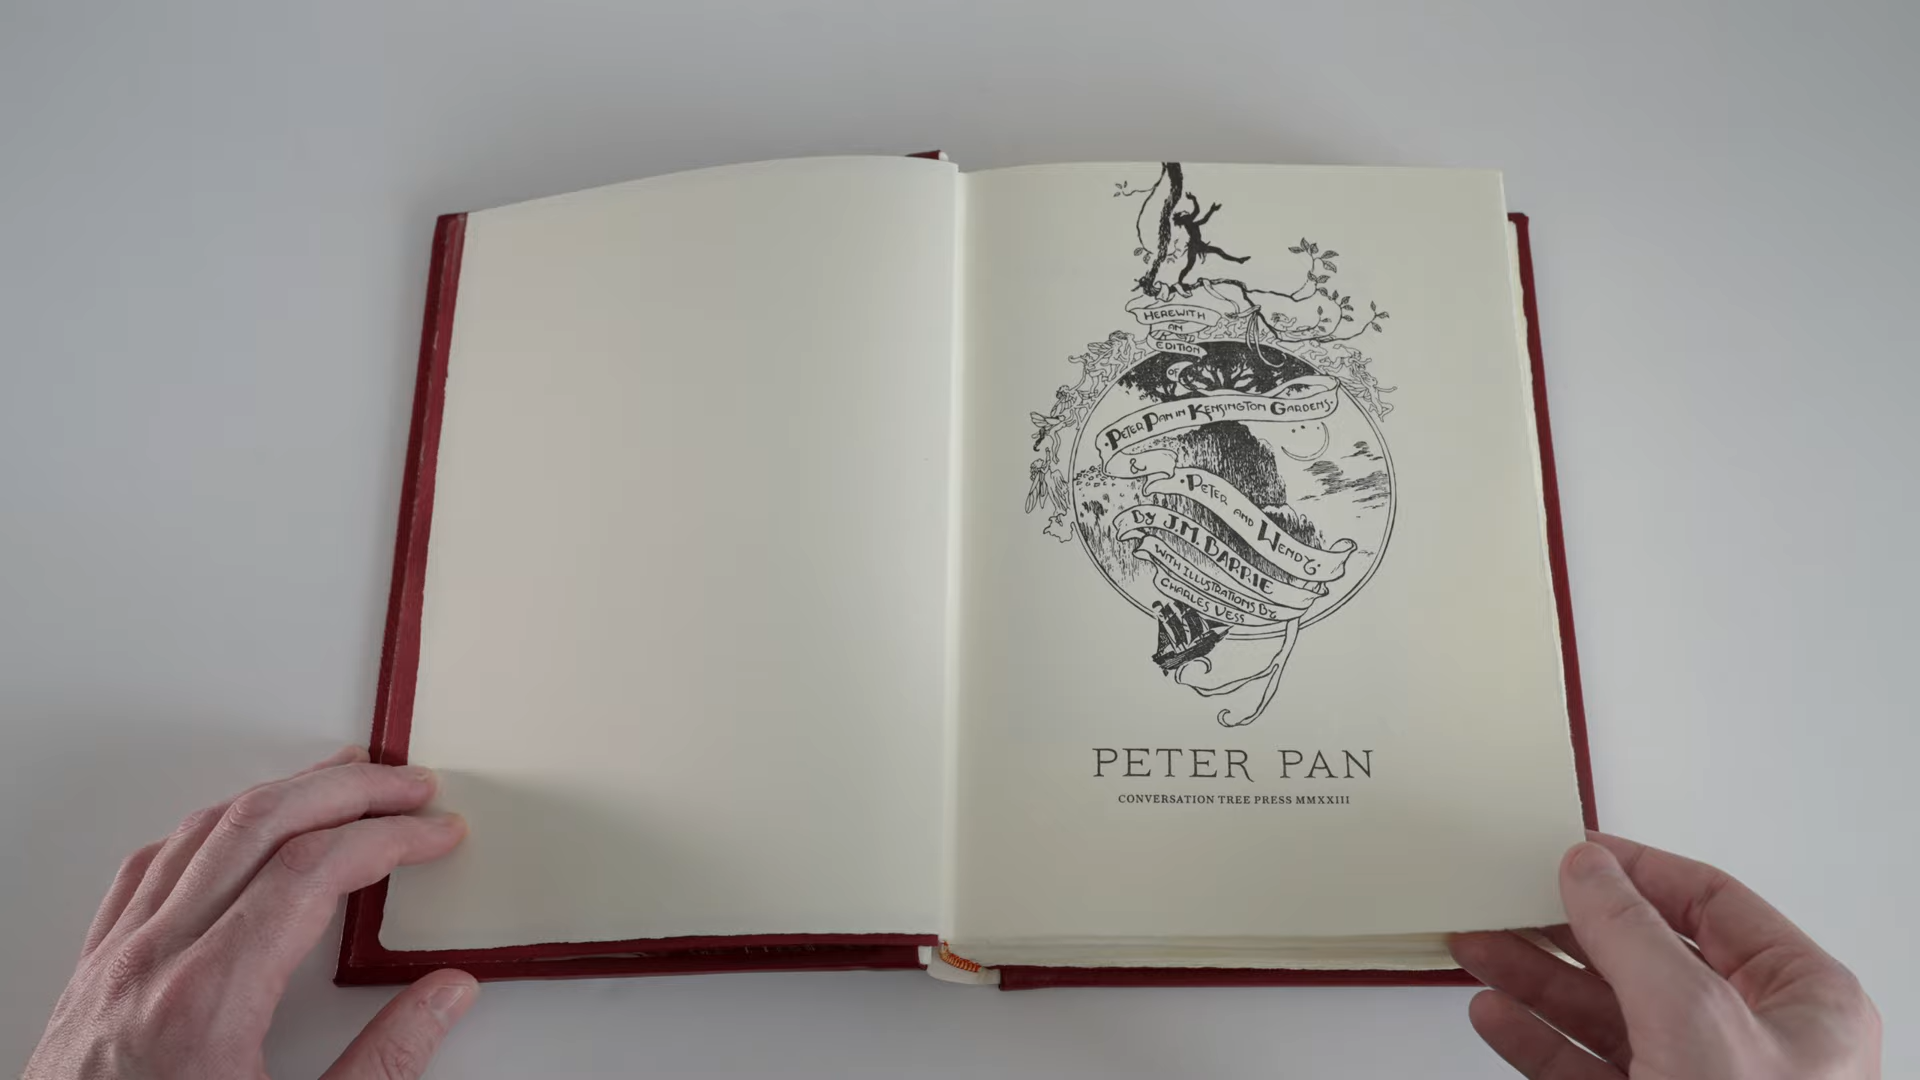 HEREWITH
AN
EDITION
OF
·PETER PAN IN KENSINGTON GARDENS·
&
·PETER AND WENDY·
BY J.M. BARRIE
WITH ILLUSTRATIONS BY
CHARLES VESS
PETER PAN
CONVERSATION TREE PRESS MMXXIII